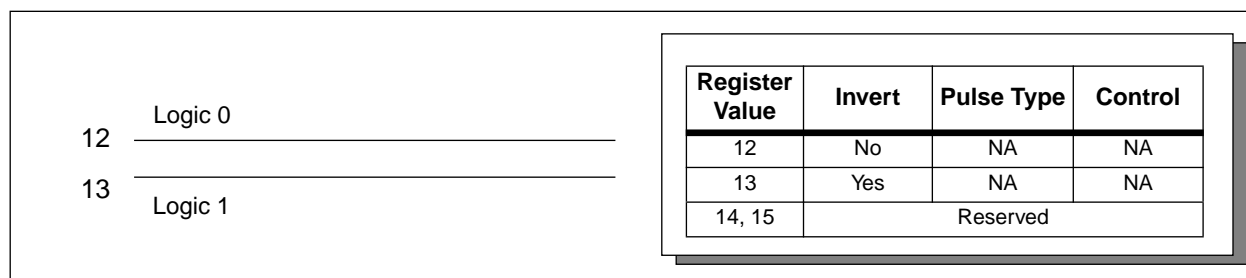 Logic 0
12
13
Logic 1
Register Value Invert Pulse Type Control
12 No NA NA
13 Yes NA NA
14, 15 Reserved